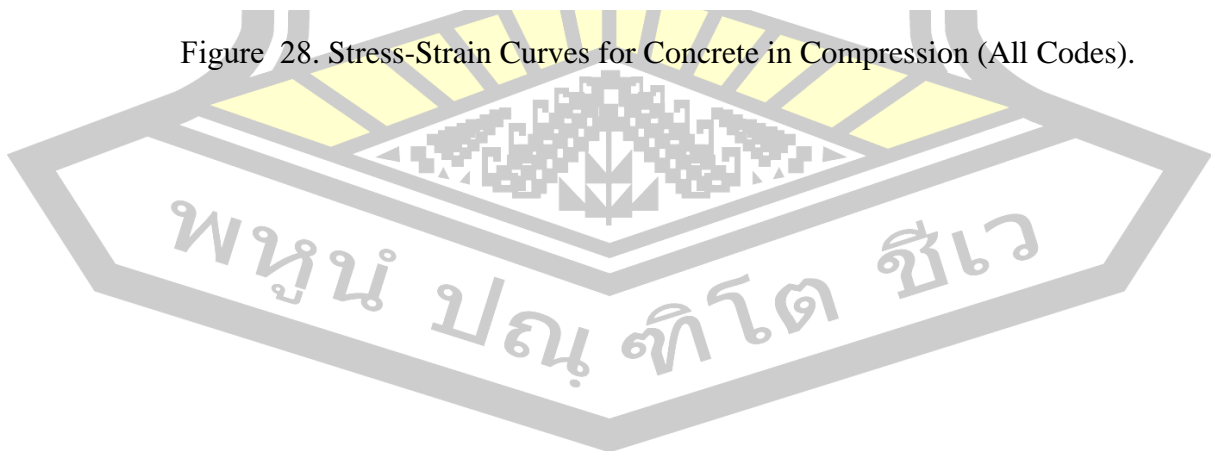 Figure 28. Stress-Strain Curves for Concrete in Compression (All Codes).
พหูนํ ปณฺฑิโต ชีเว